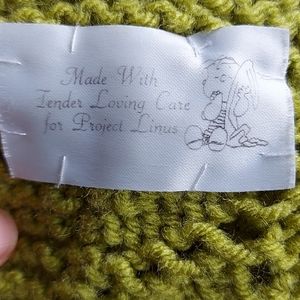 Made With
Tender Loving Care
for Project Linus